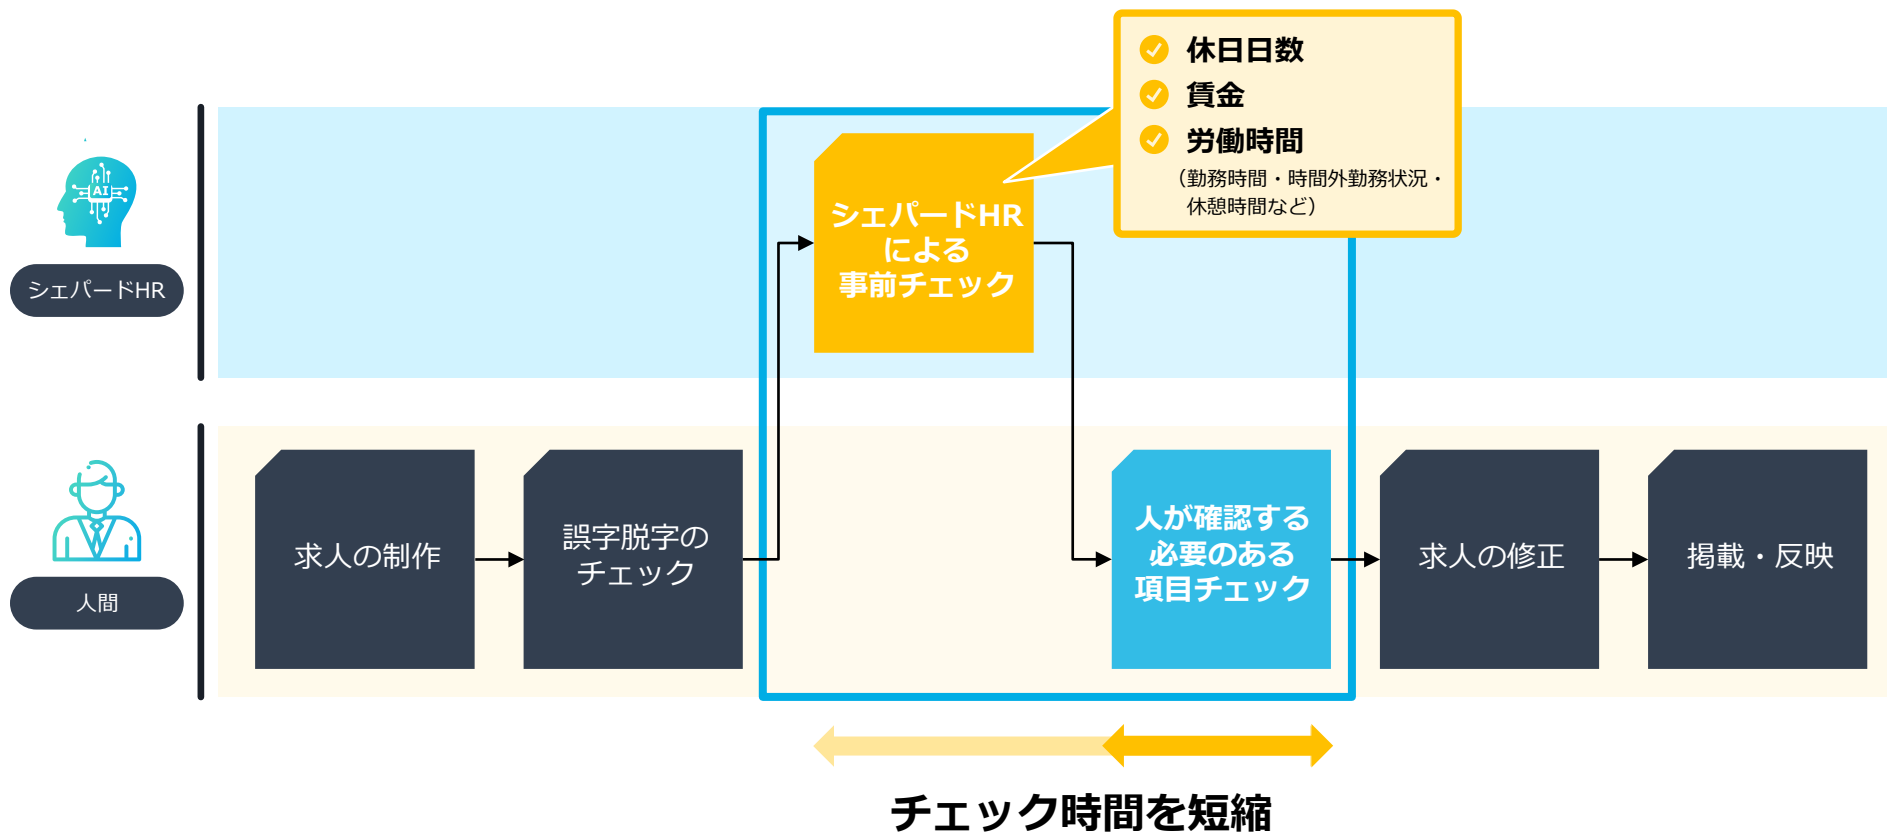 休日日数
賃金
労働時間
（勤務時間・時間外勤務状況・
休憩時間など）
AI
シェパードHR
シェパードHR
による
事前チェック
人間
求人の制作
誤字脱字の
チェック
人が確認する
必要のある
項目チェック
求人の修正
掲載・反映
チェック時間を短縮